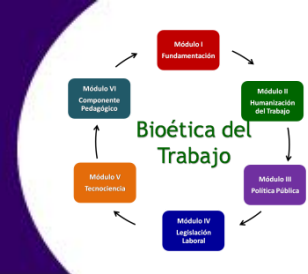 Módulo I
Fundamentación
Módulo II
Humanización
del Trabajo
Módulo III
Política Pública
Módulo IV
Legislación
Laboral
Módulo V
Tecnociencia
Módulo VI
Componente
Pedagógico
Bioética del
Trabajo